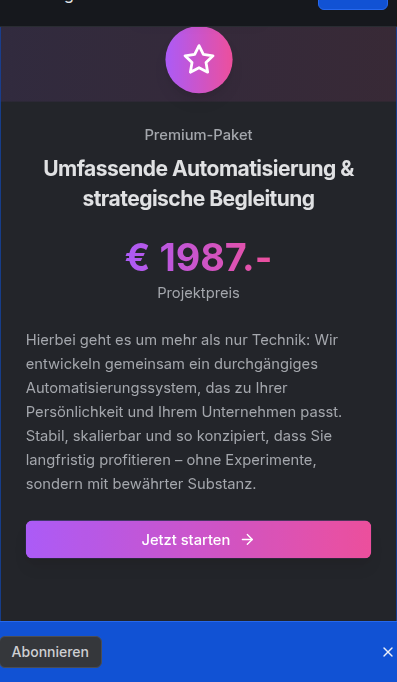 Premium-Paket
Umfassende Automatisierung &
strategische Begleitung
€ 1987.-
Projektpreis
Hierbei geht es um mehr als nur Technik: Wir
entwickeln gemeinsam ein durchgängiges
Automatisierungssystem, das zu Ihrer
Persönlichkeit und Ihrem Unternehmen passt.
Stabil, skalierbar und so konzipiert, dass Sie
langfristig profitieren – ohne Experimente,
sondern mit bewährter Substanz.
Jetzt starten →
Abonnieren ×